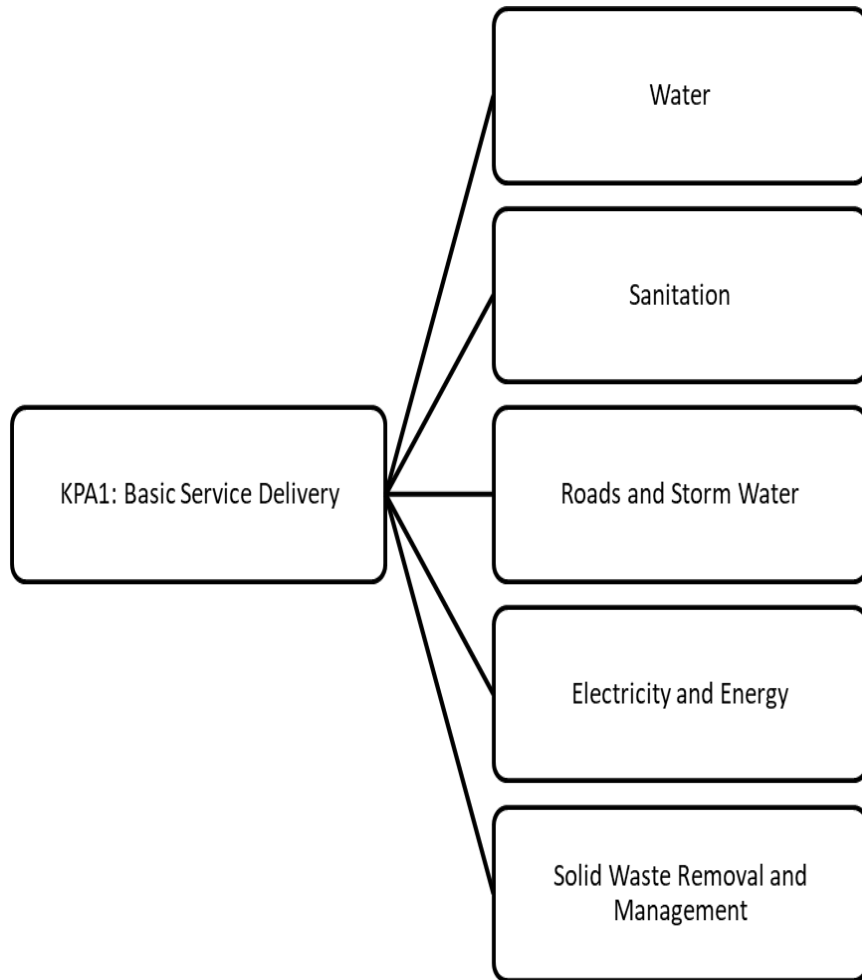 Water
Sanitation
KPA1: Basic Service Delivery
Roads and Storm Water
Electricity and Energy
Solid Waste Removal and
Management